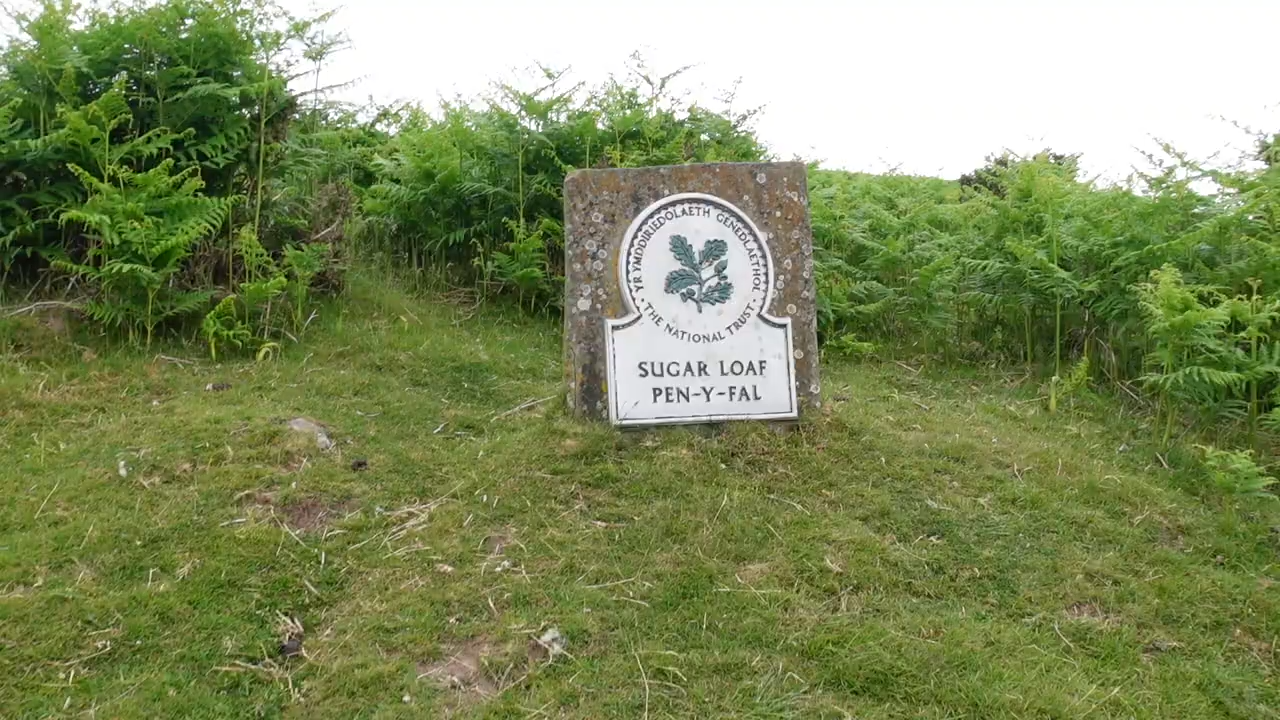 YR YMDDIRIEDOLAETH GENEDLAETHOL
· THE NATIONAL TRUST ·
SUGAR LOAF
PEN-Y-FAL